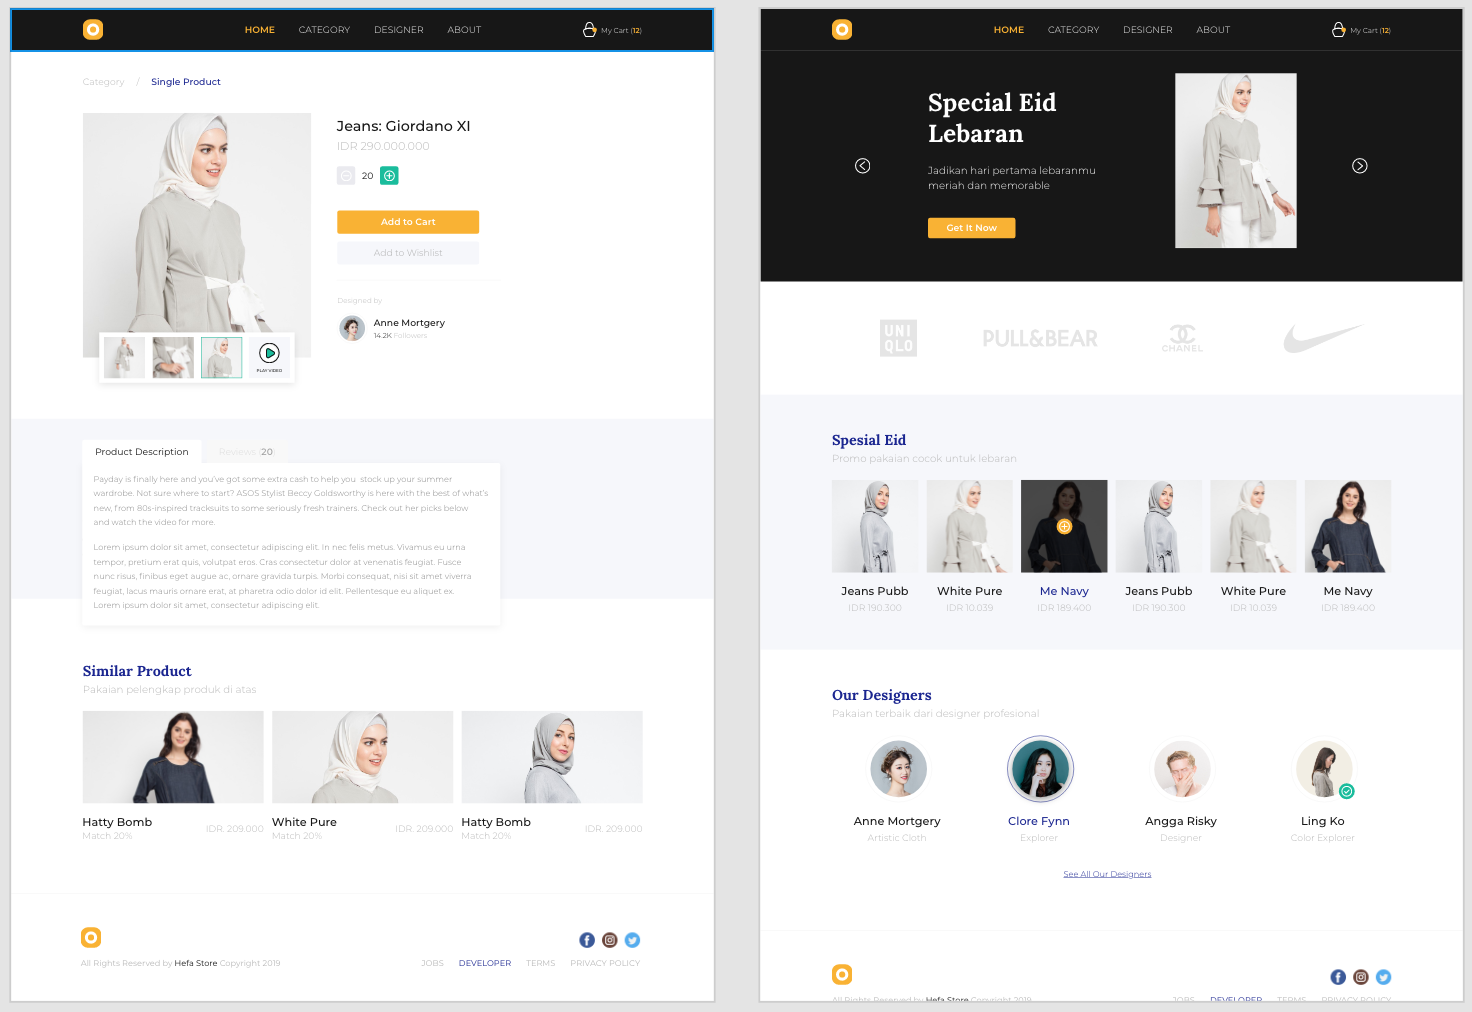 HOME CATEGORY DESIGNER ABOUT My Cart (12)
Category / Single Product
Jeans: Giordano XI
IDR 290.000.000
20
Add to Cart
Add to Wishlist
Designed by
Anne Mortgery
14.2K Followers
PLAY VIDEO
Product Description Reviews (20)
Payday is finally here and you've got some extra cash to help you stock up your summer
wardrobe. Not sure where to start? ASOS Stylist Beccy Goldsworthy is here with the best of what's
new, from 80s-inspired tracksuits to some seriously fresh trainers. Check out her picks below
and watch the video for more.
Lorem ipsum dolor sit amet, consectetur adipiscing elit. In nec felis metus. Vivamus eu urna
tempor, pretium erat quis, volutpat eros. Cras consectetur dolor at venenatis feugiat. Fusce
nunc risus, finibus eget augue ac, ornare gravida turpis. Morbi consequat, nisi sit amet viverra
feugiat, lacus mauris ornare erat, at pharetra odio dolor id elit. Pellentesque eu aliquet ex.
Lorem ipsum dolor sit amet, consectetur adipiscing elit.
Similar Product
Pakaian pelengkap produk di atas
Hatty Bomb IDR. 209.000 White Pure IDR. 209.000 Hatty Bomb IDR. 209.000
Match 20% Match 20% Match 20%
All Rights Reserved by Hefa Store Copyright 2019 JOBS DEVELOPER TERMS PRIVACY POLICY
HOME CATEGORY DESIGNER ABOUT My Cart (12)
Special Eid
Lebaran
Jadikan hari pertama lebaranmu
meriah dan memorable
Get It Now
UNI
QLO
PULL&BEAR
CHANEL
Spesial Eid
Promo pakaian cocok untuk lebaran
Jeans Pubb White Pure Me Navy Jeans Pubb White Pure Me Navy
IDR 190.300 IDR 10.039 IDR 189.400 IDR 190.300 IDR 10.039 IDR 189.400
Our Designers
Pakaian terbaik dari designer profesional
Anne Mortgery Clore Fynn Angga Risky Ling Ko
Artistic Cloth Explorer Designer Color Explorer
See All Our Designers
All Rights Reserved by Hefa Store Copyright 2019 JOBS DEVELOPER TERMS PRIVACY POLICY